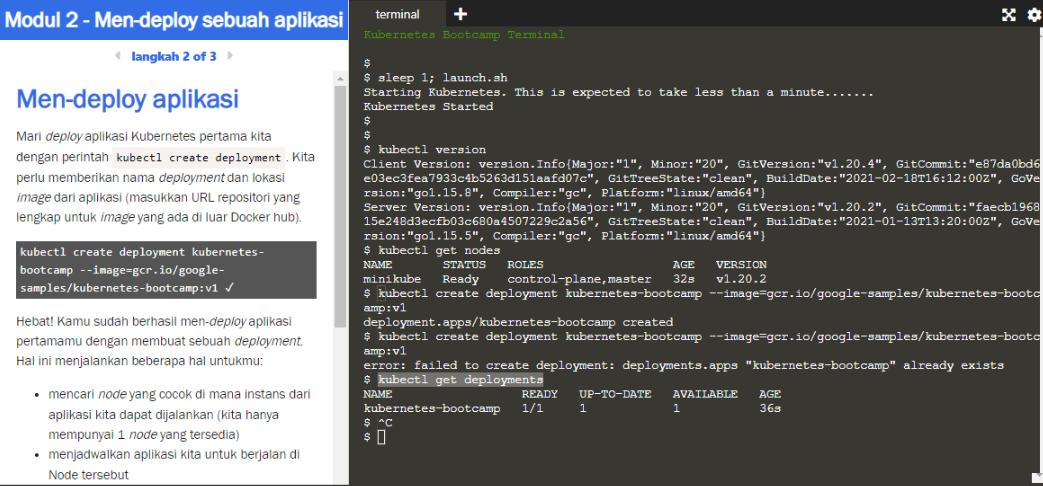 Modul 2 - Men-deploy sebuah aplikasi
langkah 2 of 3
Men-deploy aplikasi
Mari deploy aplikasi Kubernetes pertama kita
dengan perintah kubectl create deployment . Kita
perlu memberikan nama deployment dan lokasi
image dari aplikasi (masukkan URL repositori yang
lengkap untuk image yang ada di luar Docker hub).
kubectl create deployment kubernetes-
bootcamp --image=gcr.io/google-
samples/kubernetes-bootcamp:v1 ✓
Hebat! Kamu sudah berhasil men-deploy aplikasi
pertamamu dengan membuat sebuah deployment.
Hal ini menjalankan beberapa hal untukmu:
• mencari node yang cocok di mana instans dari
aplikasi kita dapat dijalankan (kita hanya
mempunyai 1 node yang tersedia)
• menjadwalkan aplikasi kita untuk berjalan di
Node tersebut
terminal +
Kubernetes Bootcamp Terminal
$
$ sleep 1; launch.sh
Starting Kubernetes. This is expected to take less than a minute.......
Kubernetes Started
$
$
$ kubectl version
Client Version: version.Info{Major:"1", Minor:"20", GitVersion:"v1.20.4", GitCommit:"e87da0bd6
e03ec3fea7933c4b5263d151aafd07c", GitTreeState:"clean", BuildDate:"2021-02-18T16:12:00Z", GoVe
rsion:"go1.15.8", Compiler:"gc", Platform:"linux/amd64"}
Server Version: version.Info{Major:"1", Minor:"20", GitVersion:"v1.20.2", GitCommit:"faecb1968
15e248d3ecfb03c680a4507229c2a56", GitTreeState:"clean", BuildDate:"2021-01-13T13:20:00Z", GoVe
rsion:"go1.15.5", Compiler:"gc", Platform:"linux/amd64"}
$ kubectl get nodes
NAME STATUS ROLES AGE VERSION
minikube Ready control-plane,master 32s v1.20.2
$ kubectl create deployment kubernetes-bootcamp --image=gcr.io/google-samples/kubernetes-bootc
amp:v1
deployment.apps/kubernetes-bootcamp created
$ kubectl create deployment kubernetes-bootcamp --image=gcr.io/google-samples/kubernetes-bootc
amp:v1
error: failed to create deployment: deployments.apps "kubernetes-bootcamp" already exists
$ kubectl get deployments
NAME READY UP-TO-DATE AVAILABLE AGE
kubernetes-bootcamp 1/1 1 1 36s
$ ^C
$